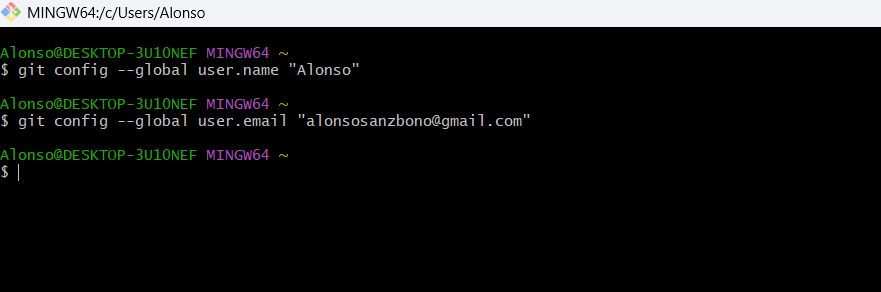 MINGW64:/c/Users/Alonso
Alonso@DESKTOP-3U10NEF MINGW64 ~
$ git config --global user.name "Alonso"
Alonso@DESKTOP-3U10NEF MINGW64 ~
$ git config --global user.email "alonsosanzbono@gmail.com"
Alonso@DESKTOP-3U10NEF MINGW64 ~
$